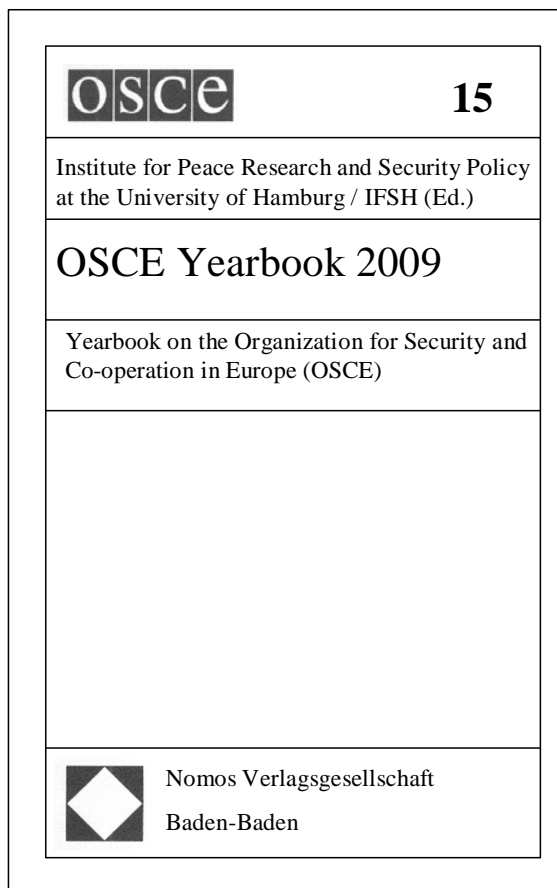 osce
15
Institute for Peace Research and Security Policy
at the University of Hamburg / IFSH (Ed.)
OSCE Yearbook 2009
Yearbook on the Organization for Security and
Co-operation in Europe (OSCE)
Nomos Verlagsgesellschaft
Baden-Baden